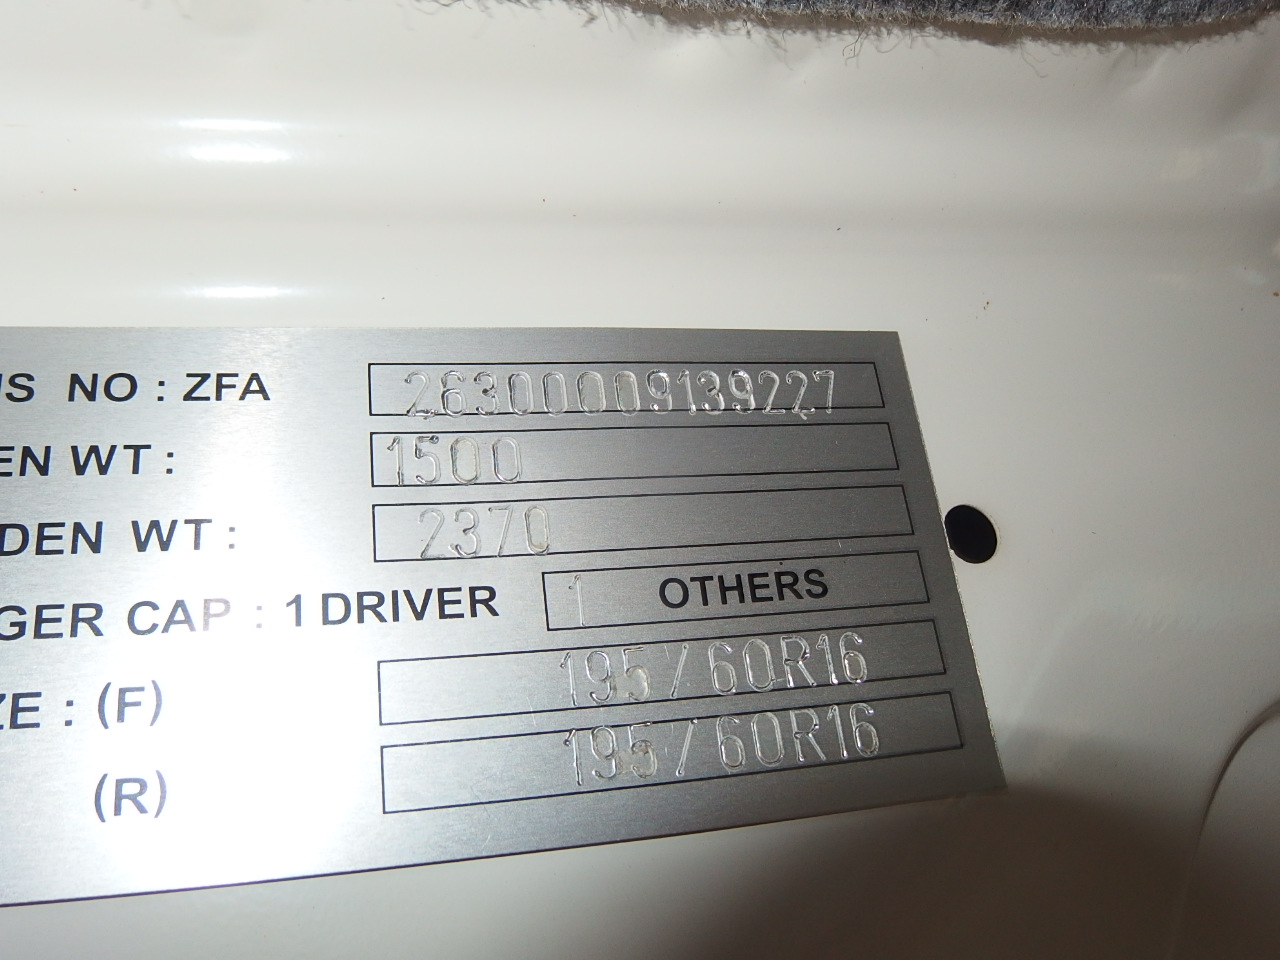 IS NO : ZFA 26300009139227
EN WT : 1500
DEN WT : 2370
GER CAP : 1 DRIVER 1 OTHERS
ZE : (F) 195/60R16
(R) 195/60R16